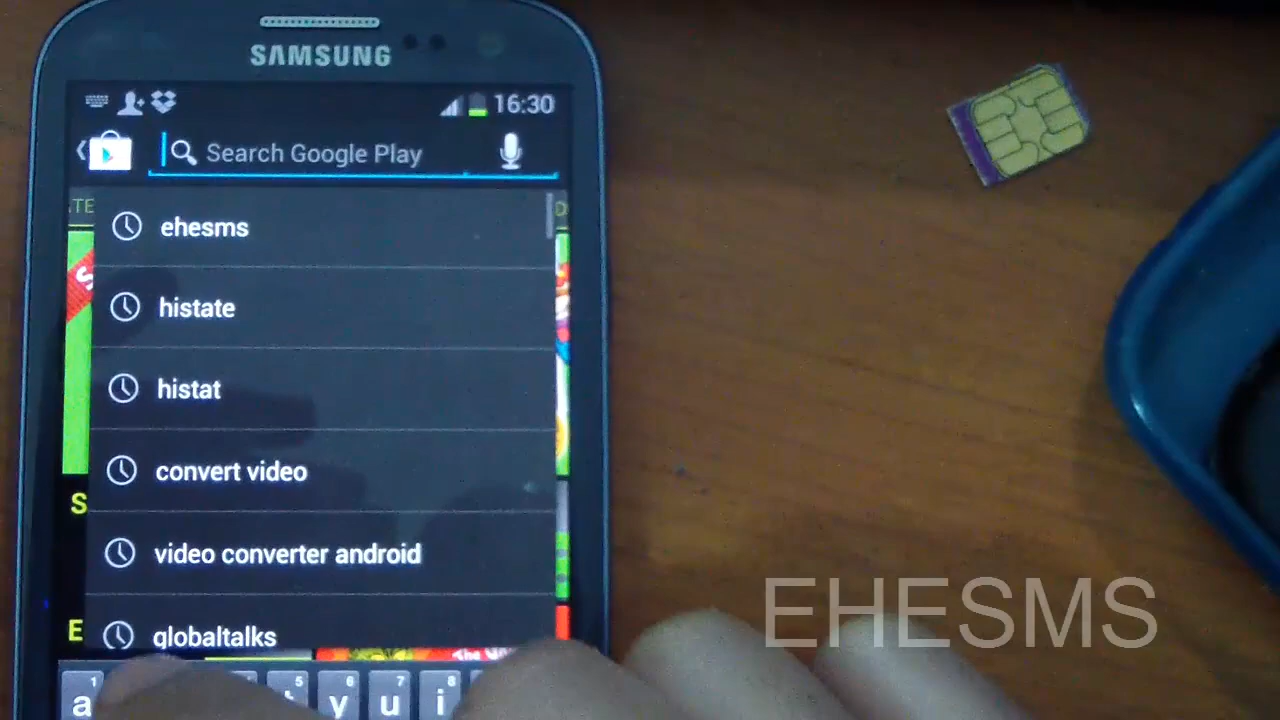 SAMSUNG
16:30
Search Google Play
ehesms
histate
histat
convert video
video converter android
globaltalks
EHESMS
y u i